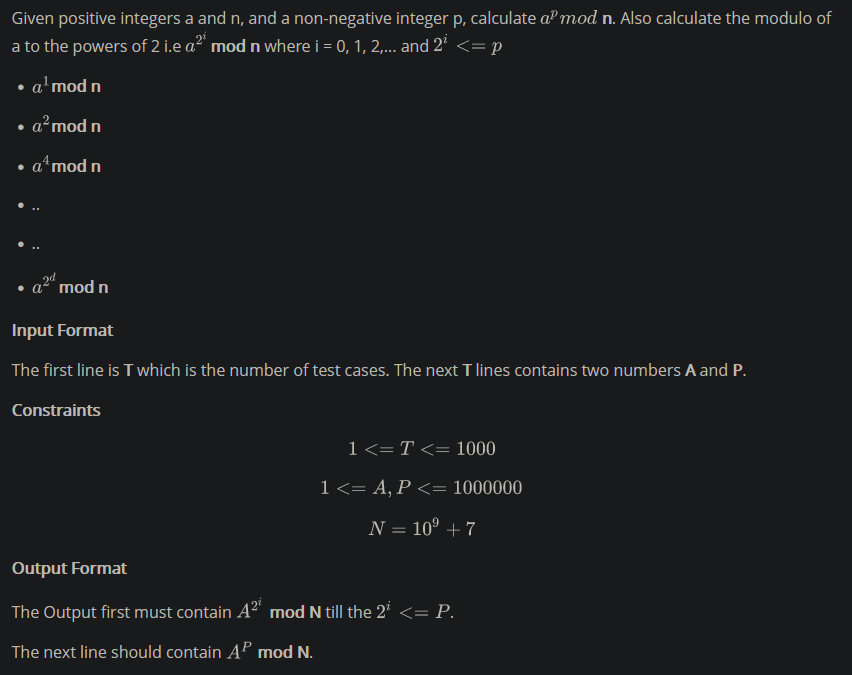 Given positive integers a and n, and a non-negative integer p, calculate $a^p mod$ n. Also calculate the modulo of
a to the powers of 2 i.e $a^{2^i}$ mod n where i = 0, 1, 2,... and $2^i$ <= $p$
• $a^1$ mod n
• $a^2$ mod n
• $a^4$ mod n
• ..
• ..
• $a^{2^d}$ mod n
Input Format
The first line is T which is the number of test cases. The next T lines contains two numbers A and P.
Constraints
1 <= T <= 1000
1 <= A, P <= 1000000
$N = 10^9 + 7$
Output Format
The Output first must contain $A^{2^i}$ mod N till the $2^i$ <= $P$.
The next line should contain $A^P$ mod N.